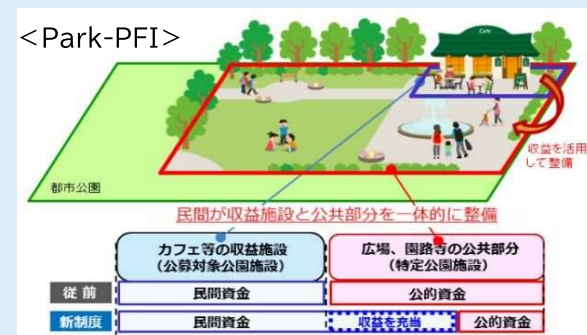 <Park-PFI>
Cafe
収益を活用
して整備
都市公園
民間が収益施設と公共部分を一体的に整備
カフェ等の収益施設
(公募対象公園施設)
広場、園路等の公共部分
(特定公園施設)
従前
民間資金
公的資金
新制度
民間資金
収益を充当
公的資金